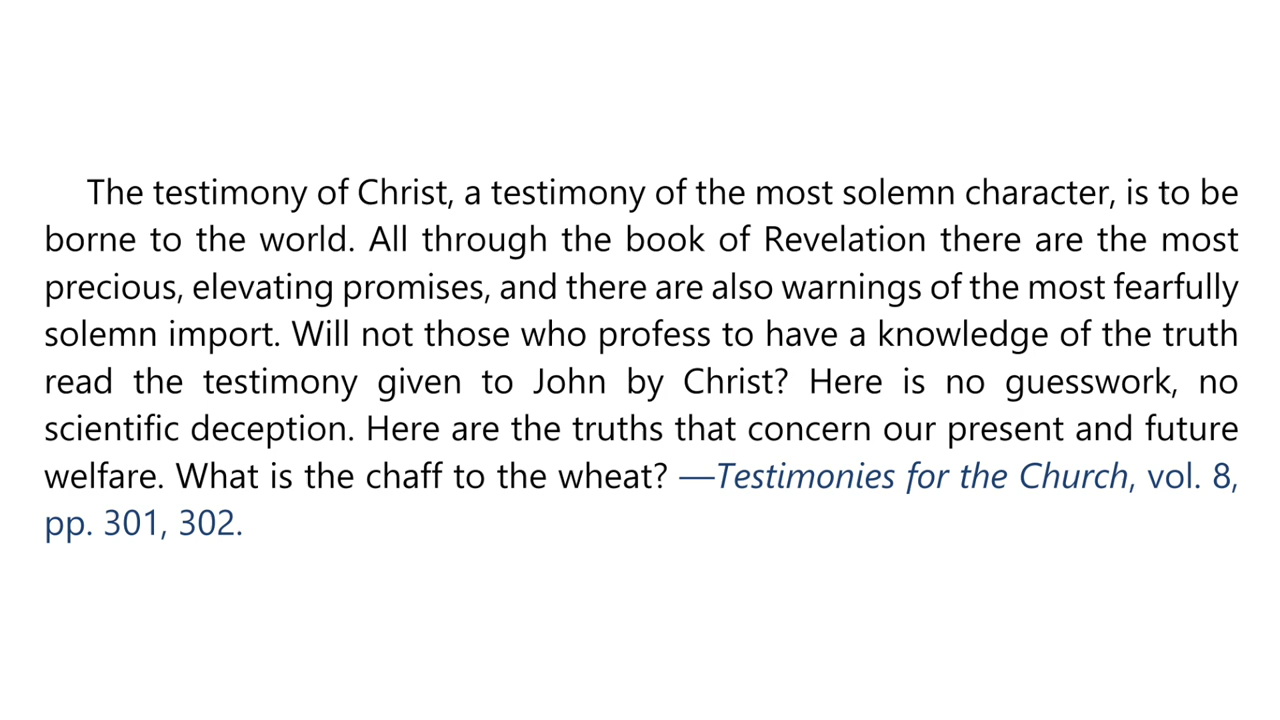 The testimony of Christ, a testimony of the most solemn character, is to be
borne to the world. All through the book of Revelation there are the most
precious, elevating promises, and there are also warnings of the most fearfully
solemn import. Will not those who profess to have a knowledge of the truth
read the testimony given to John by Christ? Here is no guesswork, no
scientific deception. Here are the truths that concern our present and future
welfare. What is the chaff to the wheat? —Testimonies for the Church, vol. 8,
pp. 301, 302.